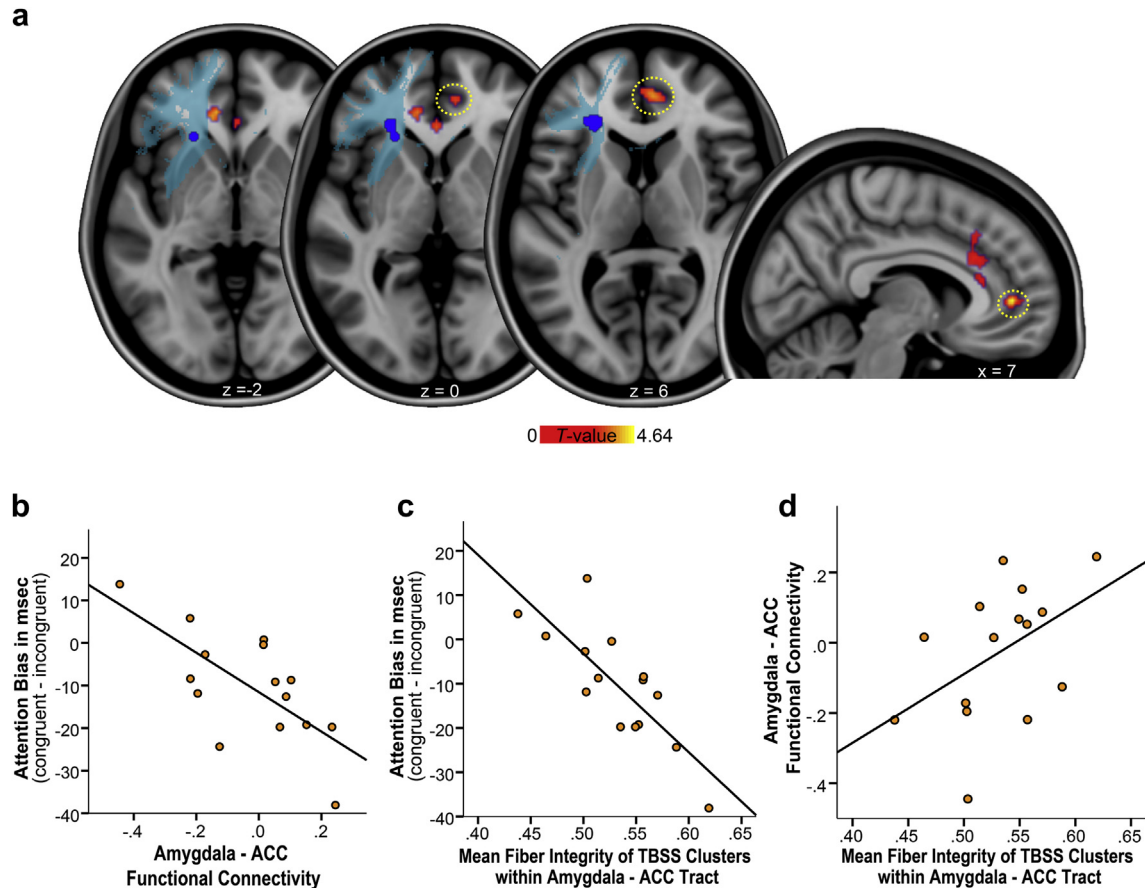 a
z =-2
z = 0
z = 6
x = 7
0 T-value 4.64
b
Attention Bias in msec
(congruent - incongruent)
20
10
0
-10
-20
-30
-40
-.4
-.2
.0
.2
Amygdala - ACC
Functional Connectivity
c
Attention Bias in msec
(congruent - incongruent)
20
10
0
-10
-20
-30
-40
.40
.45
.50
.55
.60
.65
Mean Fiber Integrity of TBSS Clusters
within Amygdala - ACC Tract
d
Amygdala - ACC
Functional Connectivity
.2
.0
-.2
-.4
.40
.45
.50
.55
.60
.65
Mean Fiber Integrity of TBSS Clusters
within Amygdala - ACC Tract